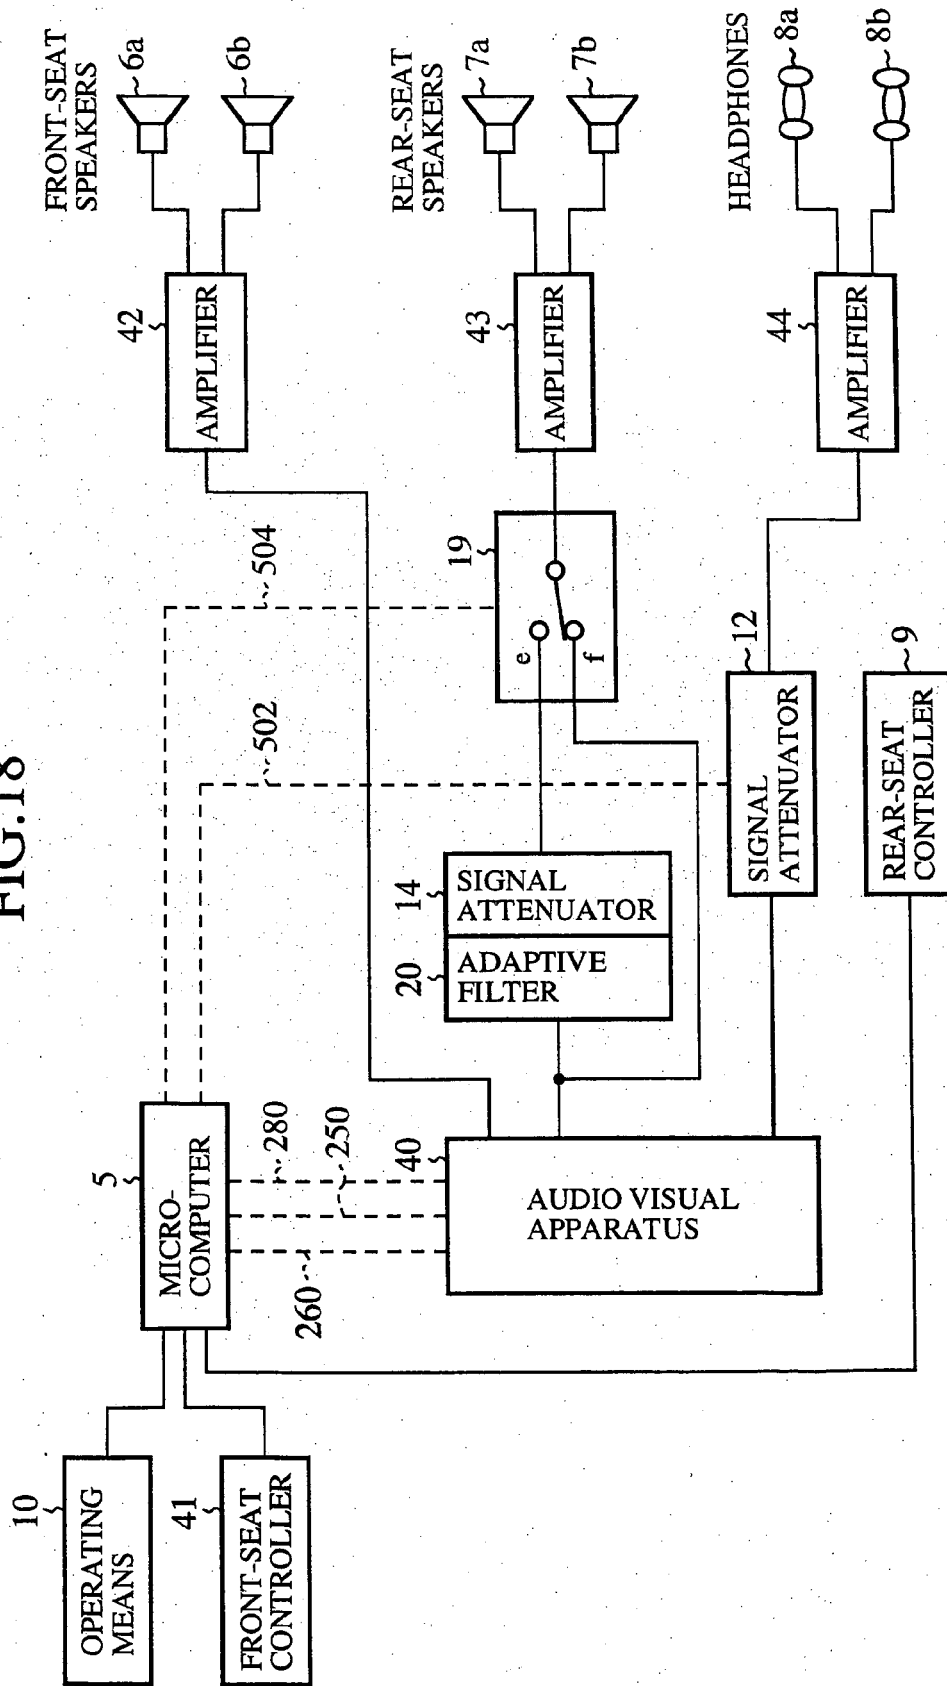 FIG.18
10
OPERATING
MEANS
41
FRONT-SEAT
CONTROLLER
5
MICRO-
COMPUTER
280
250
260
40
AUDIO VISUAL
APPARATUS
504
502
20
ADAPTIVE
FILTER
14
SIGNAL
ATTENUATOR
19
e
f
12
SIGNAL
ATTENUATOR
9
REAR-SEAT
CONTROLLER
42
AMPLIFIER
43
AMPLIFIER
44
AMPLIFIER
FRONT-SEAT
SPEAKERS
6a
6b
REAR-SEAT
SPEAKERS
7a
7b
HEADPHONES
8a
8b